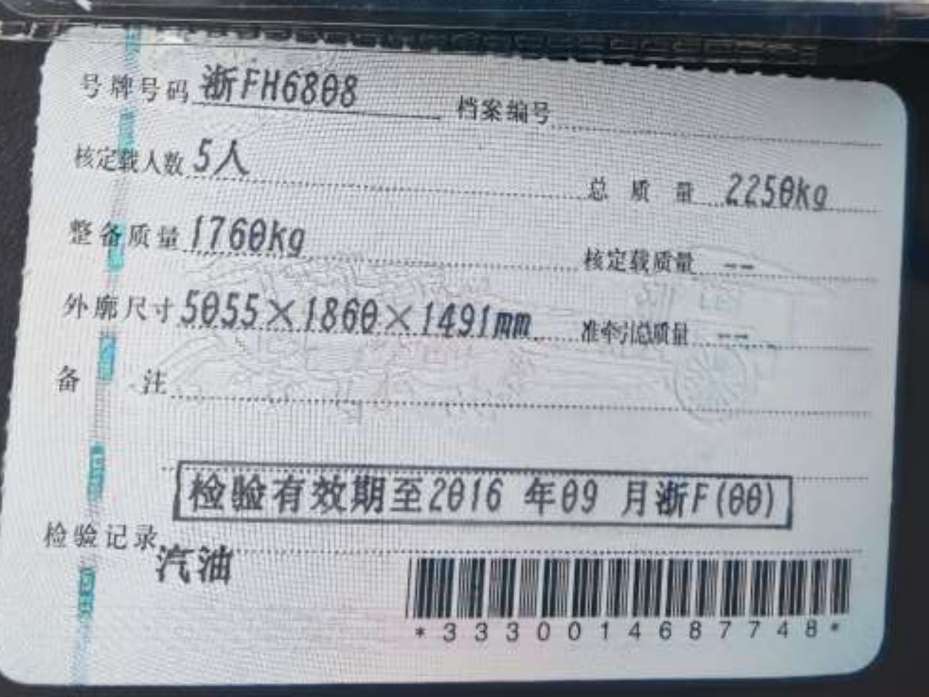 号牌号码 浙FH6808 档案编号
核定载人数 5人 总质量 2250kg
整备质量 1760kg 核定载质量 --
外廓尺寸 5055×1860×1491mm 准牵引总质量 --
备注
检验有效期至2016 年09 月浙F(00)
检验记录
汽油
*3330014687748*